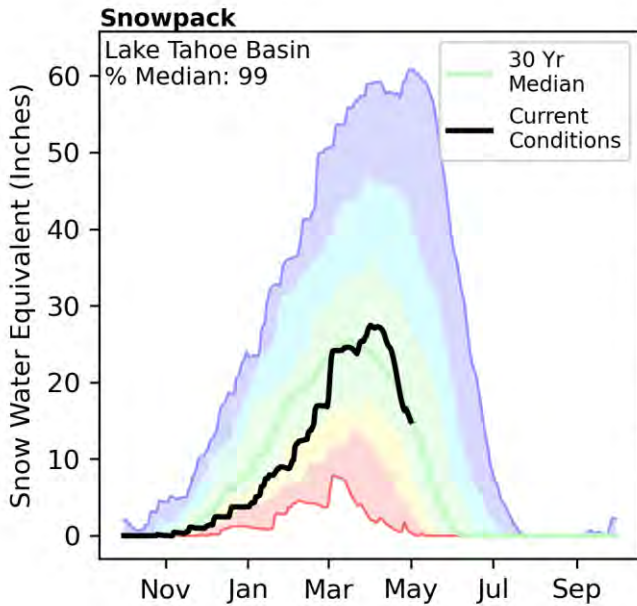 Snowpack
Lake Tahoe Basin
% Median: 99
30 Yr
Median
Current
Conditions
Snow Water Equivalent (Inches)
60
50
40
30
20
10
0
Nov
Jan
Mar
May
Jul
Sep